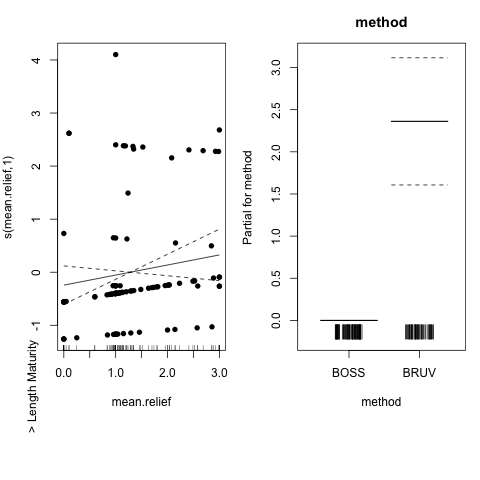 method
s(mean.relief,1)
4
3
2
1
0
-1
0.0
1.0
2.0
3.0
mean.relief
> Length Maturity
Partial for method
3.0
2.5
2.0
1.5
1.0
0.5
0.0
BOSS
BRUV
method